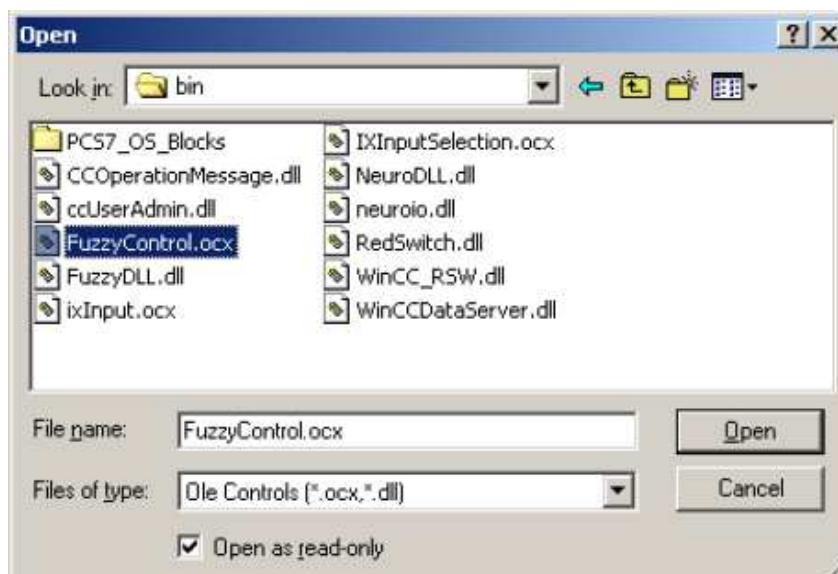 Open
Look in: bin
PCS7_OS_Blocks
CCOperationMessage.dll
ccUserAdmin.dll
FuzzyControl.ocx
FuzzyDLL.dll
ixInput.ocx
IXInputSelection.ocx
NeuroDLL.dll
neuroio.dll
RedSwitch.dll
WinCC_RSW.dll
WinCCDataServer.dll
File name: FuzzyControl.ocx Open
Files of type: Ole Controls (*.ocx,*.dll) Cancel
Open as read-only